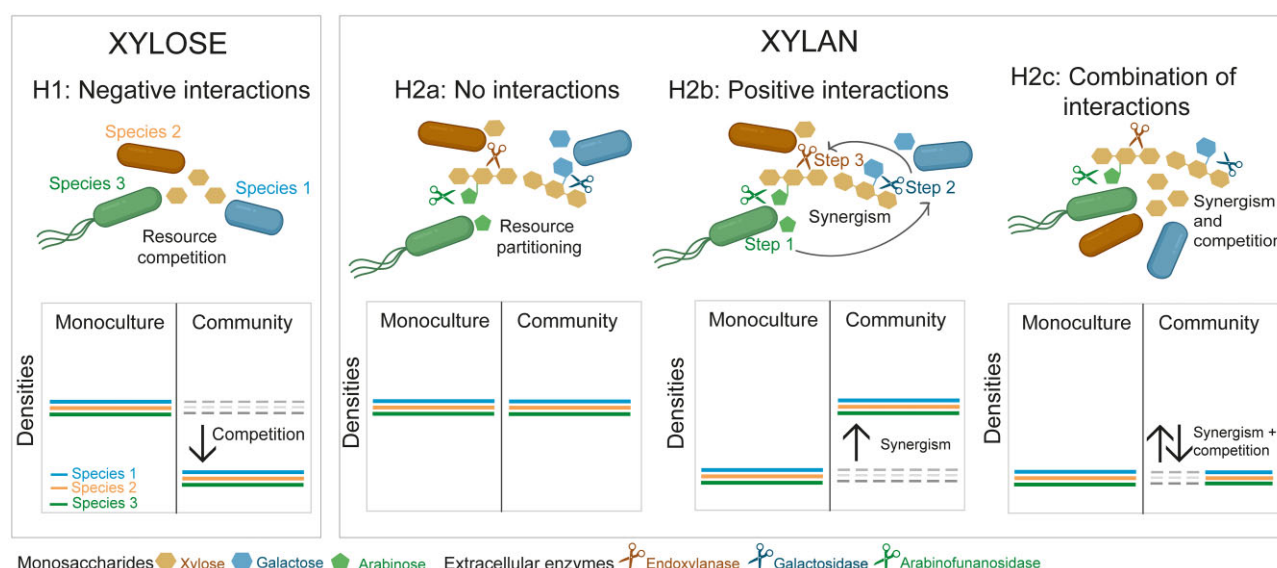 XYLOSE
H1: Negative interactions
Species 2
Species 3
Species 1
Resource
competition
Densities
Monoculture
Community
Competition
Species 1
Species 2
Species 3
XYLAN
H2a: No interactions
Resource
partitioning
Densities
Monoculture
Community
H2b: Positive interactions
Step 3
Step 2
Synergism
Step 1
Densities
Monoculture
Community
Synergism
H2c: Combination of
interactions
Synergism
and
competition
Densities
Monoculture
Community
Synergism +
competition
Monosaccharides Xylose Galactose Arabinose Extracellular enzymes Endoxylanase Galactosidase Arabinofunanosidase